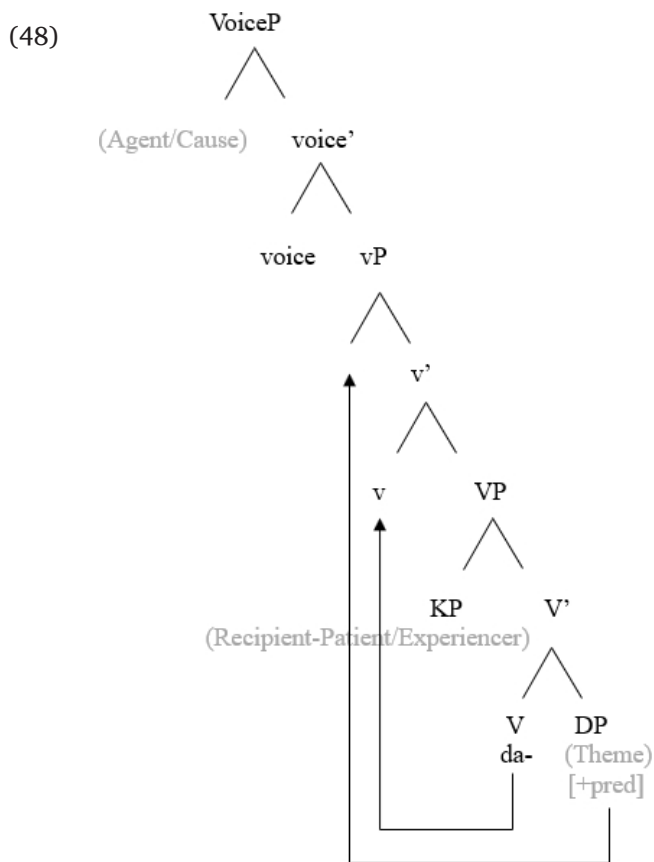 (48)
VoiceP
(Agent/Cause) voice’
voice vP
v’
v VP
KP V’
(Recipient-Patient/Experiencer)
V DP
da- (Theme)
[+pred]